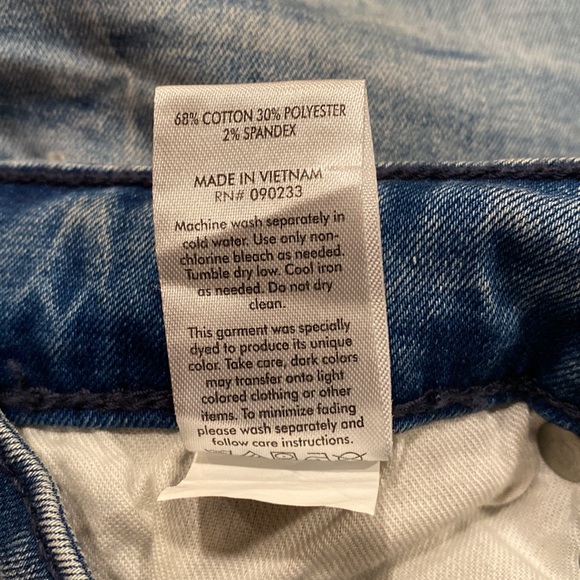 68% COTTON 30% POLYESTER
2% SPANDEX
MADE IN VIETNAM
RN# 090233
Machine wash separately in
cold water. Use only non-
chlorine bleach as needed.
Tumble dry low. Cool iron
as needed. Do not dry
clean.
This garment was specially
dyed to produce its unique
color. Take care, dark colors
may transfer onto light
colored clothing or other
items. To minimize fading
please wash separately and
follow care instructions.